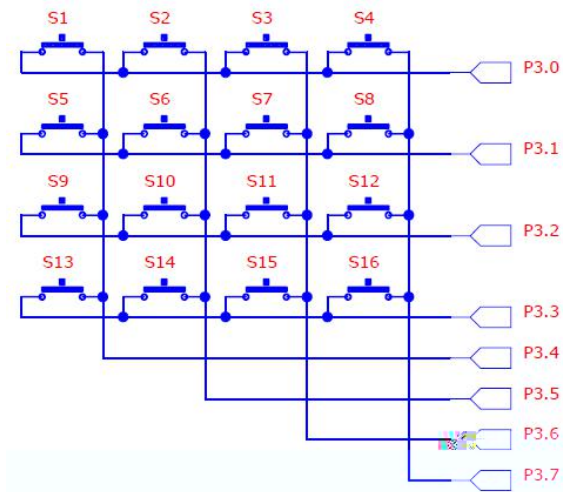 S1 S2 S3 S4
P3.0
S5 S6 S7 S8
P3.1
S9 S10 S11 S12
P3.2
S13 S14 S15 S16
P3.3
P3.4
P3.5
P3.6
P3.7